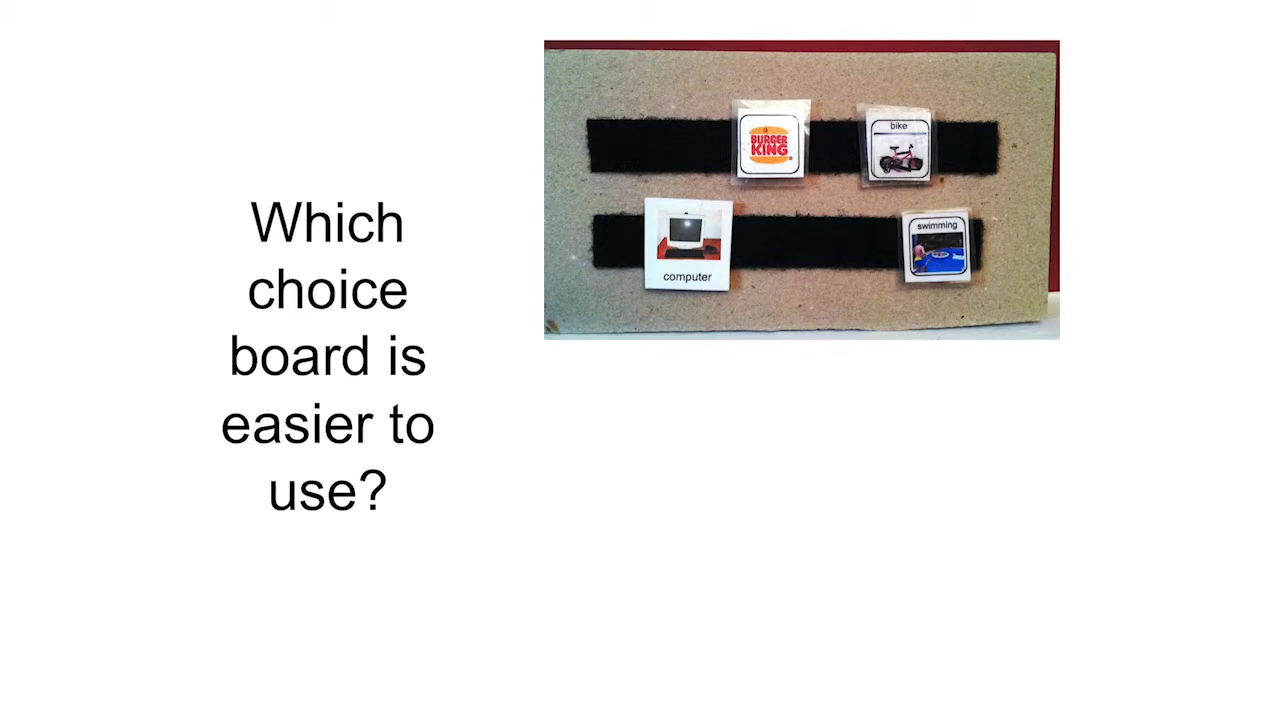 Which
choice
board is
easier to
use?
BURGER
KING
bike
computer
swimming